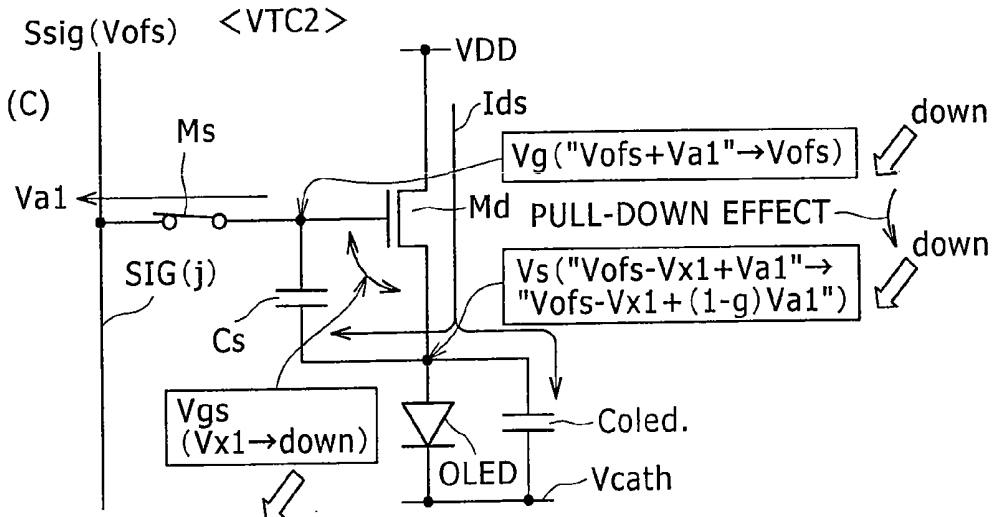 Ssig(Vofs)
<VTC2>
VDD
(C)
Ids
down
Ms
Vg("Vofs+Va1"→Vofs)
Va1
Md
PULL-DOWN EFFECT
down
SIG(j)
Vs("Vofs-Vx1+Va1"→
"Vofs-Vx1+(1-g)Va1")
Cs
Vgs
(Vx1→down)
Coled.
OLED
Vcath